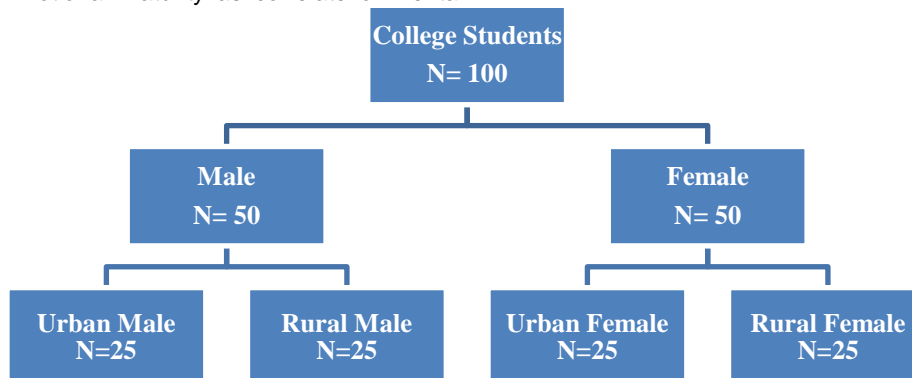 College Students
N= 100
Male
N= 50
Female
N= 50
Urban Male
N=25
Rural Male
N=25
Urban Female
N=25
Rural Female
N=25